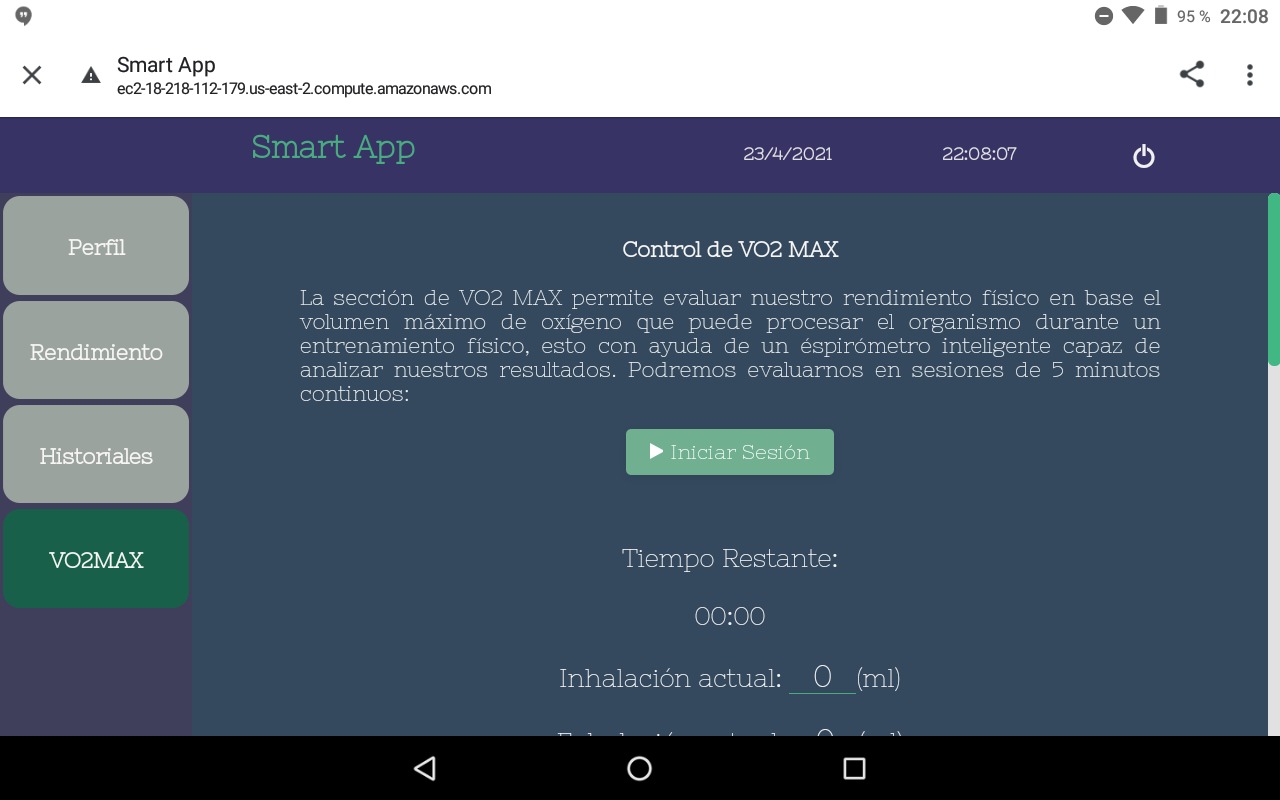 95 % 22:08
Smart App
ec2-18-218-112-179.us-east-2.compute.amazonaws.com
Smart App 23/4/2021 22:08:07
Perfil
Rendimiento
Historiales
VO2MAX
Control de VO2 MAX
La sección de VO2 MAX permite evaluar nuestro rendimiento físico en base el
volumen máximo de oxígeno que puede procesar el organismo durante un
entrenamiento físico, esto con ayuda de un éspirómetro inteligente capaz de
analizar nuestros resultados. Podremos evaluarnos en sesiones de 5 minutos
continuos:
Iniciar Sesión
Tiempo Restante:
00:00
Inhalación actual: 0 (ml)